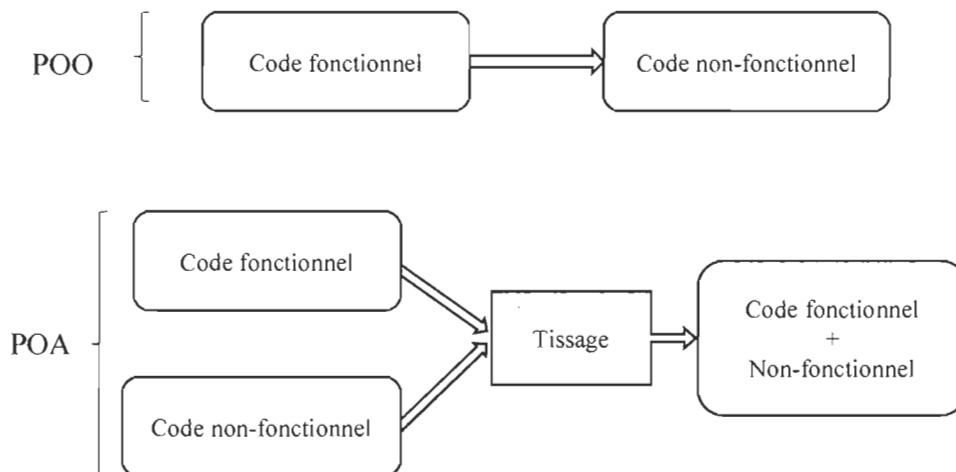 POO
Code fonctionnel
Code non-fonctionnel
POA
Code fonctionnel
Code non-fonctionnel
Tissage
Code fonctionnel
+
Non-fonctionnel